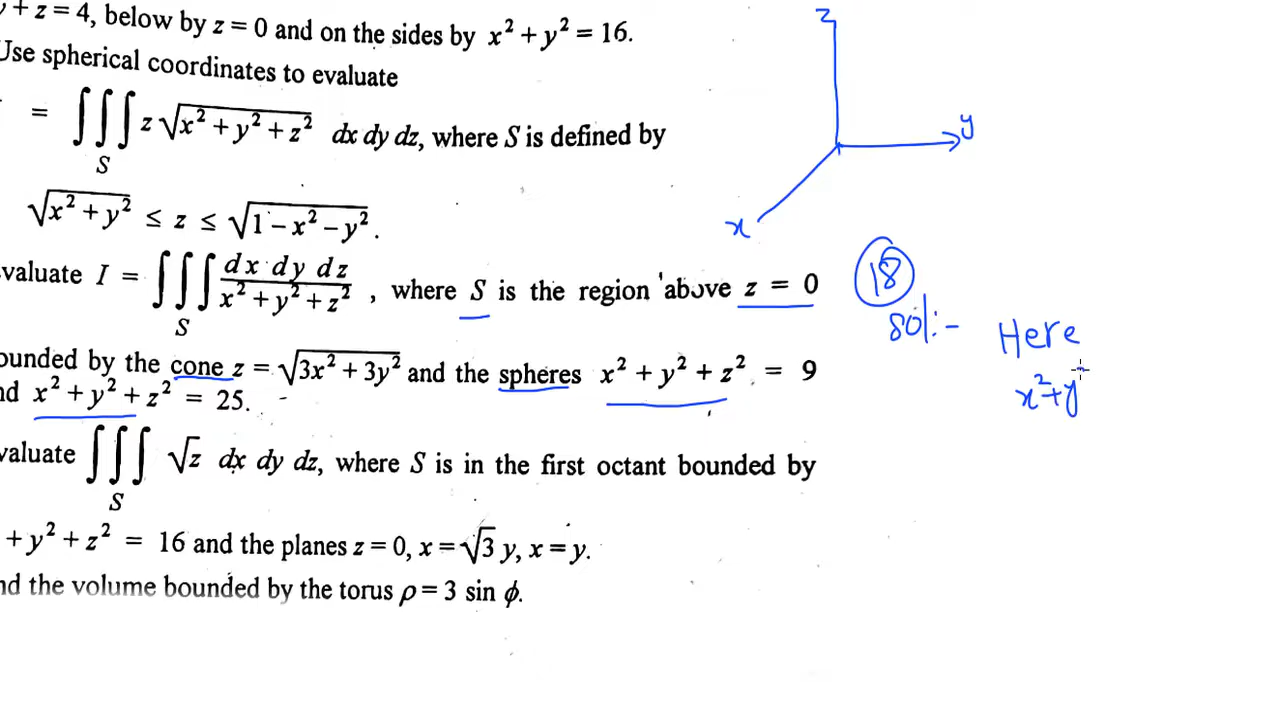 + z = 4, below by z = 0 and on the sides by x² + y² = 16.
Use spherical coordinates to evaluate
= ∫∫∫_S z √(x² + y² + z²) dx dy dz, where S is defined by
√(x² + y²) ≤ z ≤ √(1 − x² − y²).
valuate I = ∫∫∫_S dx dy dz / (x² + y² + z²) , where S is the region above z = 0
ounded by the cone z = √(3x² + 3y²) and the spheres x² + y² + z² = 9
nd x² + y² + z² = 25.
valuate ∫∫∫_S √z dx dy dz, where S is in the first octant bounded by
+ y² + z² = 16 and the planes z = 0, x = √3 y, x = y.
nd the volume bounded by the torus ρ = 3 sin ϕ.
z
y
x
18
Sol:-
Here
x²+y²